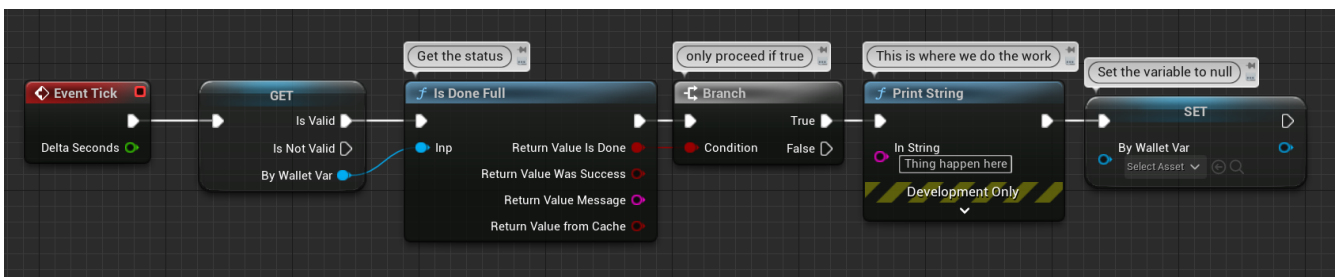 Get the status
only proceed if true
This is where we do the work
Set the variable to null
Event Tick
Delta Seconds
GET
Is Valid
Is Not Valid
By Wallet Var
Is Done Full
Inp
Return Value Is Done
Return Value Was Success
Return Value Message
Return Value from Cache
Branch
True
Condition
False
Print String
In String
Thing happen here
Development Only
SET
By Wallet Var
Select Asset